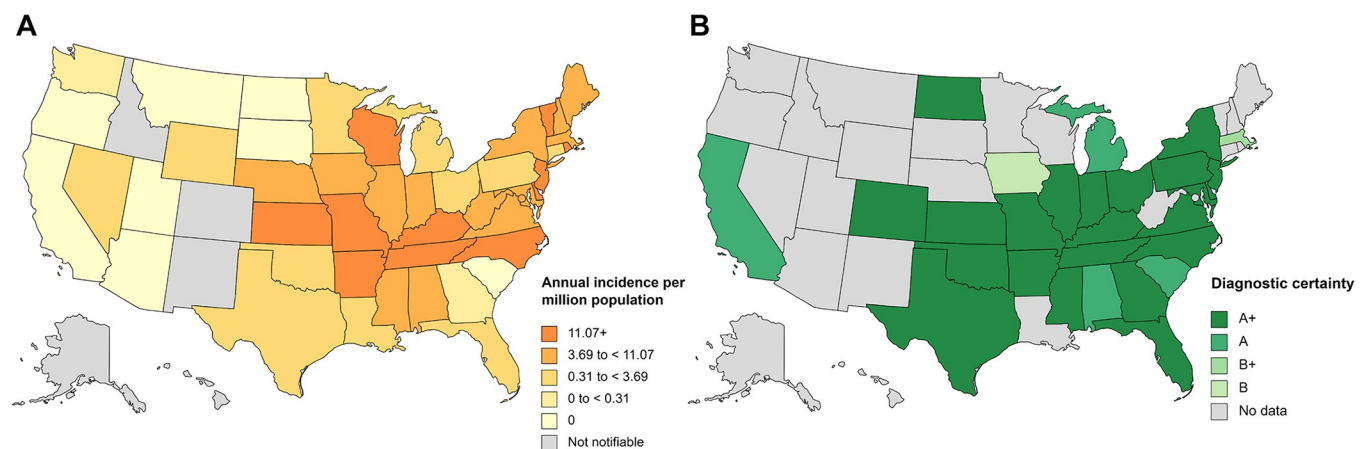 A
B
Annual incidence per
million population
11.07+
3.69 to < 11.07
0.31 to < 3.69
0 to < 0.31
0
Not notifiable
Diagnostic certainty
A+
A
B+
B
No data